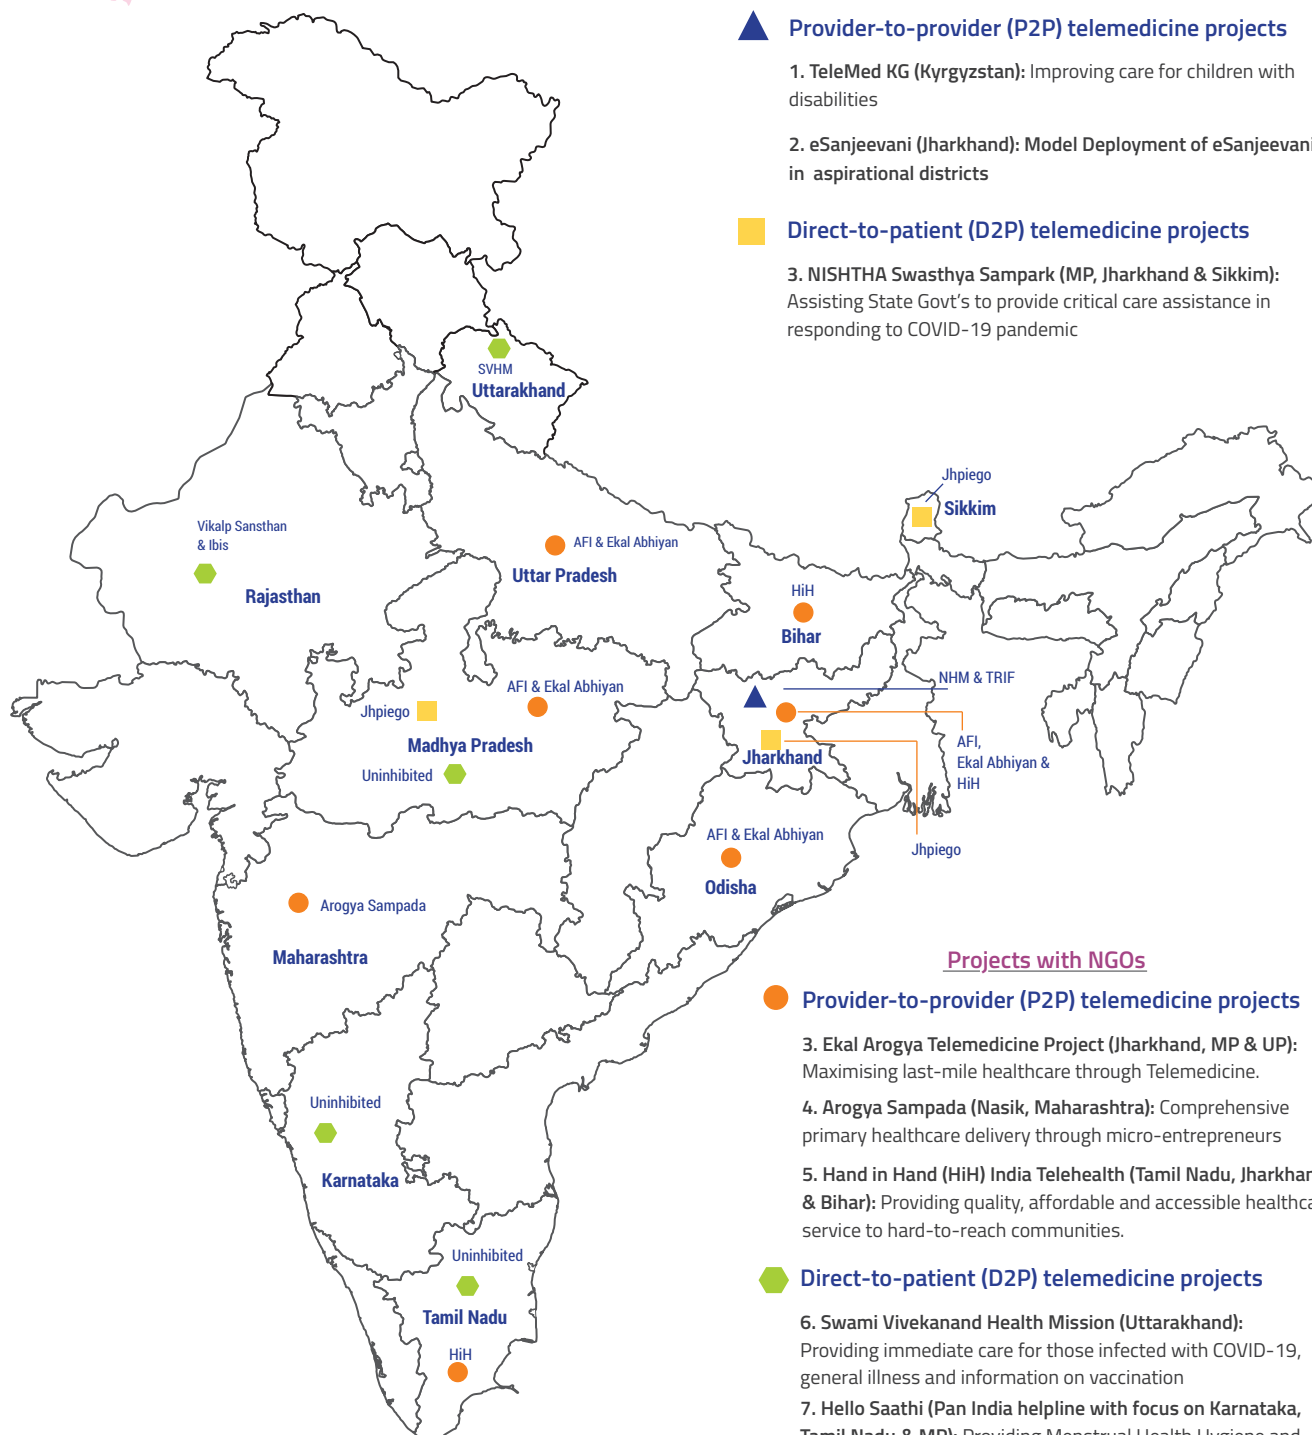 Provider-to-provider (P2P) telemedicine projects
1. TeleMed KG (Kyrgyzstan): Improving care for children with
disabilities
2. eSanjeevani (Jharkhand): Model Deployment of eSanjeevani
in aspirational districts
Direct-to-patient (D2P) telemedicine projects
3. NISHTHA Swasthya Sampark (MP, Jharkhand & Sikkim):
Assisting State Govt's to provide critical care assistance in
responding to COVID-19 pandemic
SVHM
Uttarakhand
Jhpiego
Sikkim
Vikalp Sansthan
& Ibis
Rajasthan
AFI & Ekal Abhiyan
Uttar Pradesh
HiH
Bihar
NHM & TRIF
AFI & Ekal Abhiyan
Jhpiego
Madhya Pradesh
Uninhibited
Jharkhand
AFI,
Ekal Abhiyan &
HiH
Jhpiego
AFI & Ekal Abhiyan
Odisha
Arogya Sampada
Maharashtra
Uninhibited
Karnataka
Uninhibited
Tamil Nadu
HiH
Projects with NGOs
Provider-to-provider (P2P) telemedicine projects
3. Ekal Arogya Telemedicine Project (Jharkhand, MP & UP):
Maximising last-mile healthcare through Telemedicine.
4. Arogya Sampada (Nasik, Maharashtra): Comprehensive
primary healthcare delivery through micro-entrepreneurs
5. Hand in Hand (HiH) India Telehealth (Tamil Nadu, Jharkhan
& Bihar): Providing quality, affordable and accessible healthca
service to hard-to-reach communities.
Direct-to-patient (D2P) telemedicine projects
6. Swami Vivekanand Health Mission (Uttarakhand):
Providing immediate care for those infected with COVID-19,
general illness and information on vaccination
7. Hello Saathi (Pan India helpline with focus on Karnataka,
Tamil Nadu & MP): Providing Menstrual Health Hygiene and